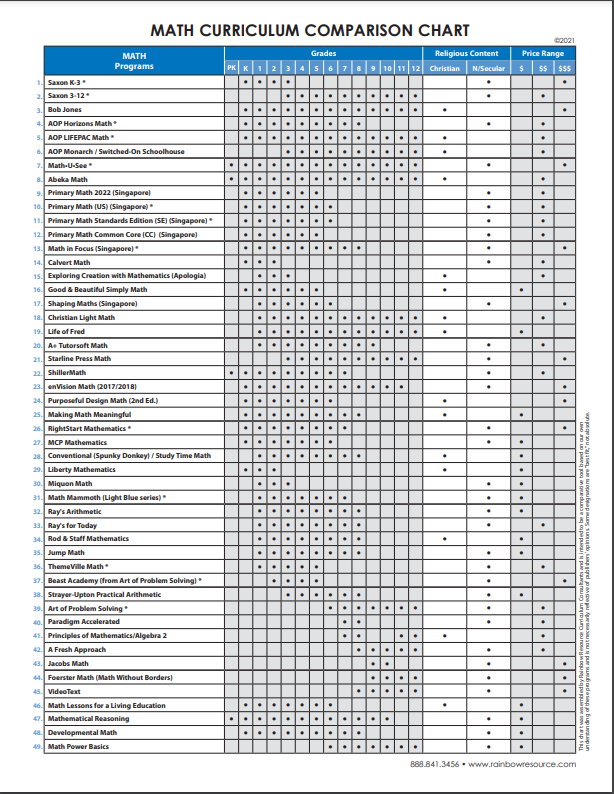 MATH CURRICULUM COMPARISON CHART
©2021
MATH Programs Grades Religious Content Price Range
PK K 1 2 3 4 5 6 7 8 9 10 11 12 Christian N/Secular $ $$ $$$
1. Saxon K-3 *
2. Saxon 3-12 *
3. Bob Jones
4. AOP Horizons Math *
5. AOP LIFEPAC Math *
6. AOP Monarch / Switched-On Schoolhouse
7. Math•U•See *
8. Abeka Math
9. Primary Math 2022 (Singapore)
10. Primary Math (US) (Singapore) *
11. Primary Math Standards Edition (SE) (Singapore) *
12. Primary Math Common Core (CC) (Singapore)
13. Math in Focus (Singapore) *
14. Calvert Math
15. Exploring Creation with Mathematics (Apologia)
16. Good & Beautiful Simply Math
17. Shaping Maths (Singapore)
18. Christian Light Math
19. Life of Fred
20. A+ Tutorsoft Math
21. Starline Press Math
22. ShillerMath
23. enVision Math (2017/2018)
24. Purposeful Design Math (2nd Ed.)
25. Making Math Meaningful
26. RightStart Mathematics *
27. MCP Mathematics
28. Conventional (Spunky Donkey) / Study Time Math
29. Liberty Mathematics
30. Miquon Math
31. Math Mammoth (Light Blue series) *
32. Ray's Arithmetic
33. Ray's for Today
34. Rod & Staff Mathematics
35. Jump Math
36. ThemeVille Math *
37. Beast Academy (from Art of Problem Solving) *
38. Strayer-Upton Practical Arithmetic
39. Art of Problem Solving *
40. Paradigm Accelerated
41. Principles of Mathematics/Algebra 2
42. A Fresh Approach
43. Jacobs Math
44. Foerster Math (Math Without Borders)
45. VideoText
46. Math Lessons for a Living Education
47. Mathematical Reasoning
48. Developmental Math
49. Math Power Basics
This chart was assembled by Rainbow Resource Curriculum Consultants and is intended to be a comparative tool based on our own
understanding of these programs and is not necessarily reflective of publishers' opinions. Some designations are "best fit," not absolute.
888.841.3456 • www.rainbowresource.com